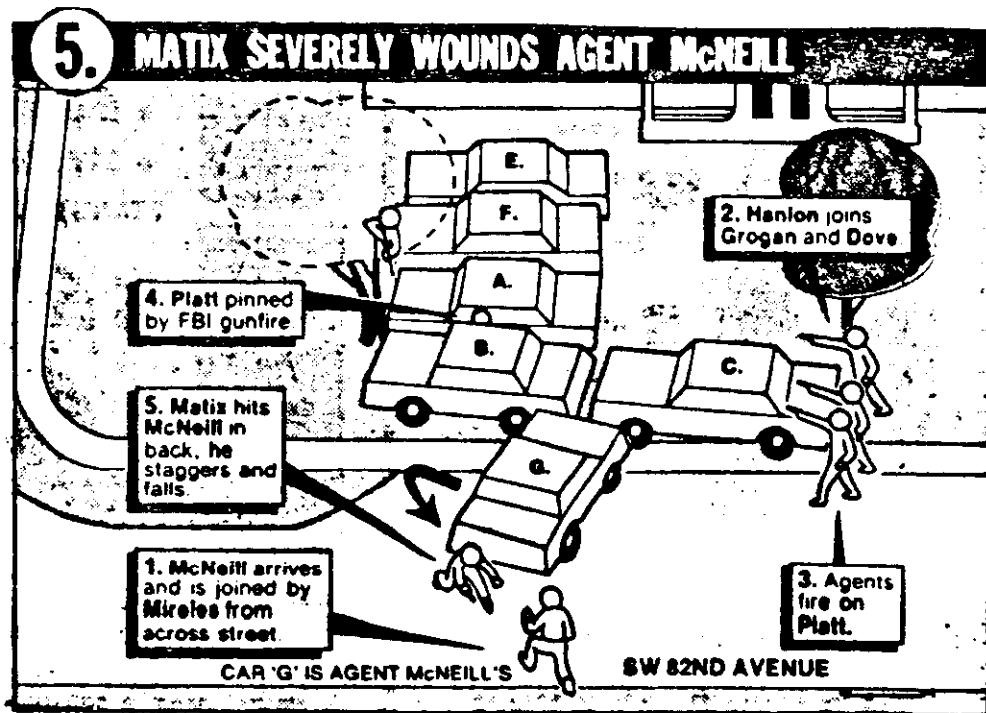 5. MATIX SEVERELY WOUNDS AGENT McNEILL
E.
F.
A.
B.
C.
G.
2. Hanlon joins
Grogan and Dove
4. Platt pinned
by FBI gunfire
5. Matix hits
McNeill in
back, he
staggers and
falls.
1. McNeill arrives
and is joined by
Mireles from
across street.
3. Agents
fire on
Platt.
CAR 'G' IS AGENT McNEILL'S
SW 82ND AVENUE